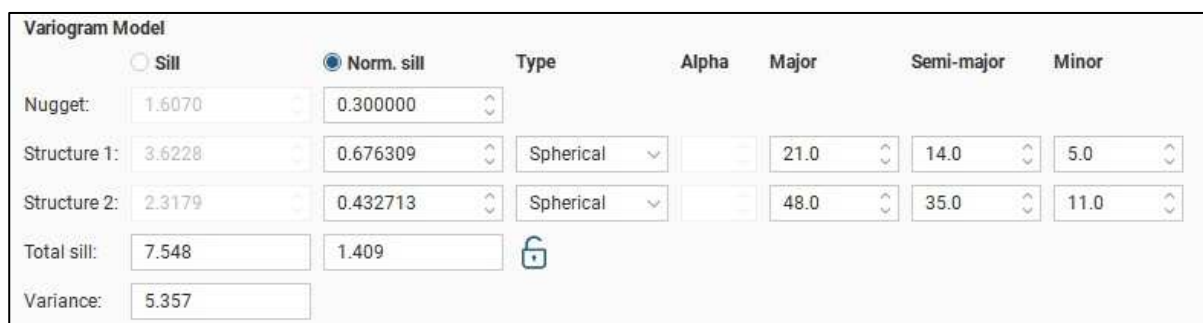 Variogram Model
Sill Norm. sill Type Alpha Major Semi-major Minor
Nugget: 1.6070 0.300000
Structure 1: 3.6228 0.676309 Spherical 21.0 14.0 5.0
Structure 2: 2.3179 0.432713 Spherical 48.0 35.0 11.0
Total sill: 7.548 1.409
Variance: 5.357